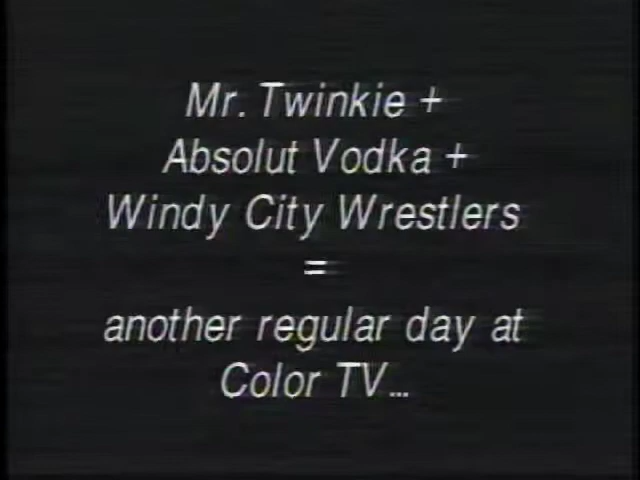 Mr. Twinkie +
Absolut Vodka +
Windy City Wrestlers
=
another regular day at
Color TV...